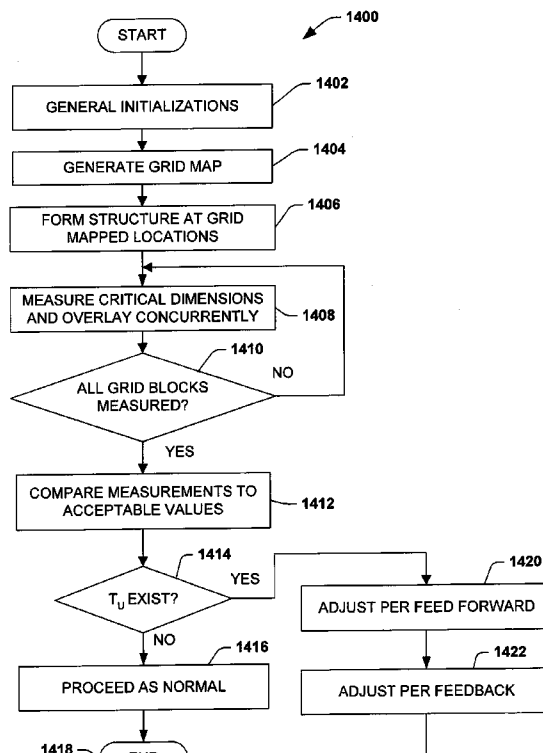 START
1400
GENERAL INITIALIZATIONS
1402
GENERATE GRID MAP
1404
FORM STRUCTURE AT GRID
MAPPED LOCATIONS
1406
MEASURE CRITICAL DIMENSIONS
AND OVERLAY CONCURRENTLY
1408
ALL GRID BLOCKS
MEASURED?
1410
NO
YES
COMPARE MEASUREMENTS TO
ACCEPTABLE VALUES
1412
TU EXIST?
1414
YES
NO
PROCEED AS NORMAL
1416
ADJUST PER FEED FORWARD
1420
ADJUST PER FEEDBACK
1422
1418